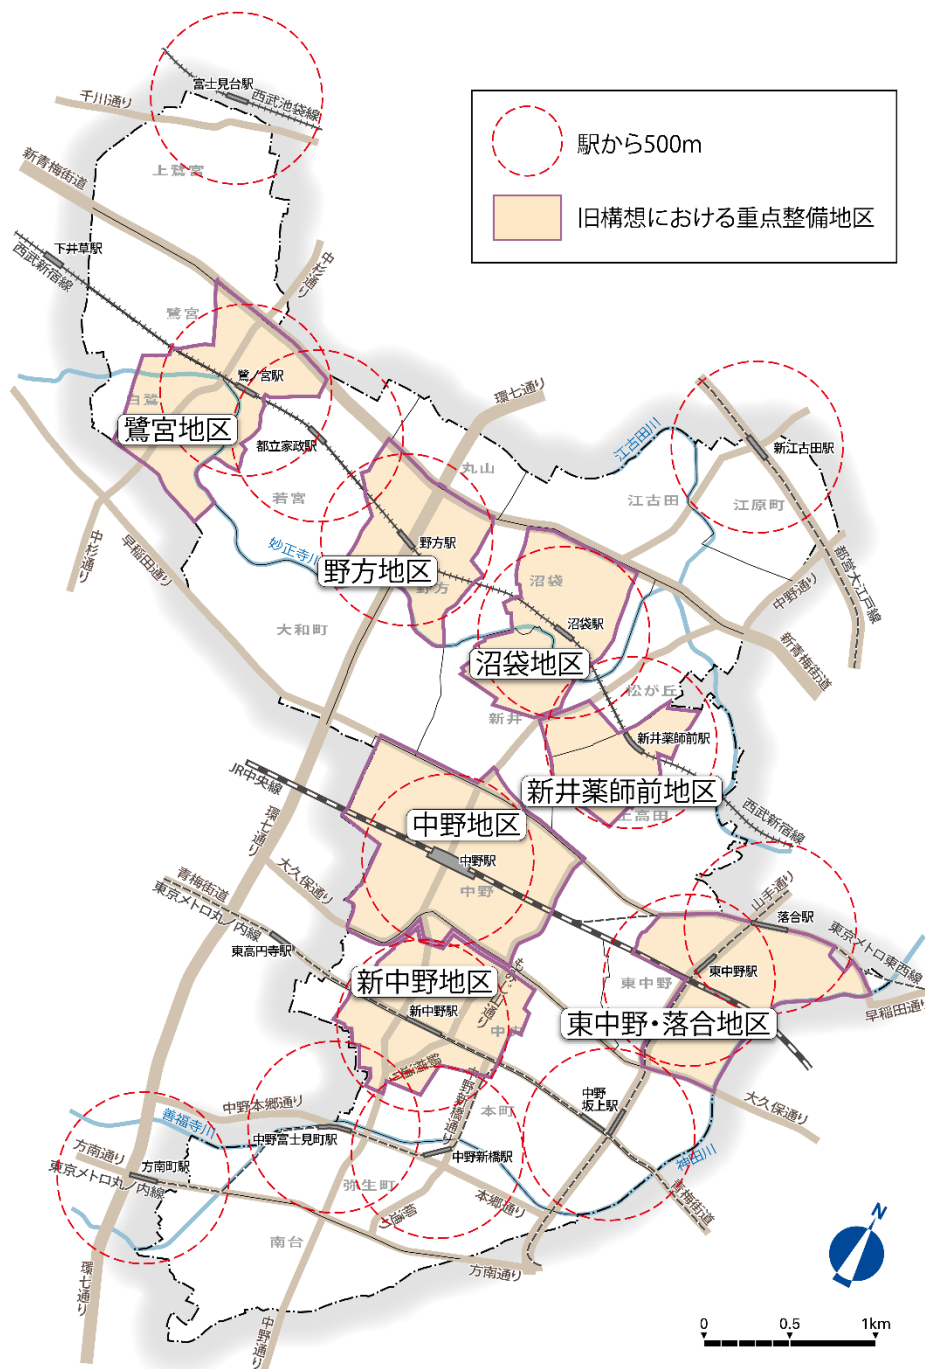 富士見台駅
西武池袋線
千川通り
上鷺宮
駅から500m
旧構想における重点整備地区
新青梅街道
下井草駅
西武新宿線
中杉通り
鷺宮
鷺ノ宮駅
白鷺
鷺宮地区
都立家政駅
若宮
環七通り
丸山
江古田川
江古田
新江古田駅
江原町
都営大江戸線
中野通り
新青梅街道
中杉通り
早稲田通り
妙正寺川
野方駅
野方地区
野方
大和町
沼袋
沼袋駅
沼袋地区
新井
松が丘
新井薬師前駅
新井薬師前地区
上高田
西武新宿線
JR中央線
環七通り
中野地区
中野駅
中野
大久保通り
青梅街道
東京メトロ丸ノ内線
東高円寺駅
新中野地区
新中野駅
もみじ山通り
中央
山手通り
落合駅
東京メトロ東西線
東中野
東中野駅
東中野・落合地区
早稲田通り
中野坂上駅
大久保通り
神田川
青梅街道
中野新橋通り
本町
中野本郷通り
善福寺川
中野富士見町駅
中野新橋駅
方南通り
方南町駅
東京メトロ丸ノ内線
弥生町
本郷通り
南台
方南通り
環七通り
中野通り
N
0 0.5 1km